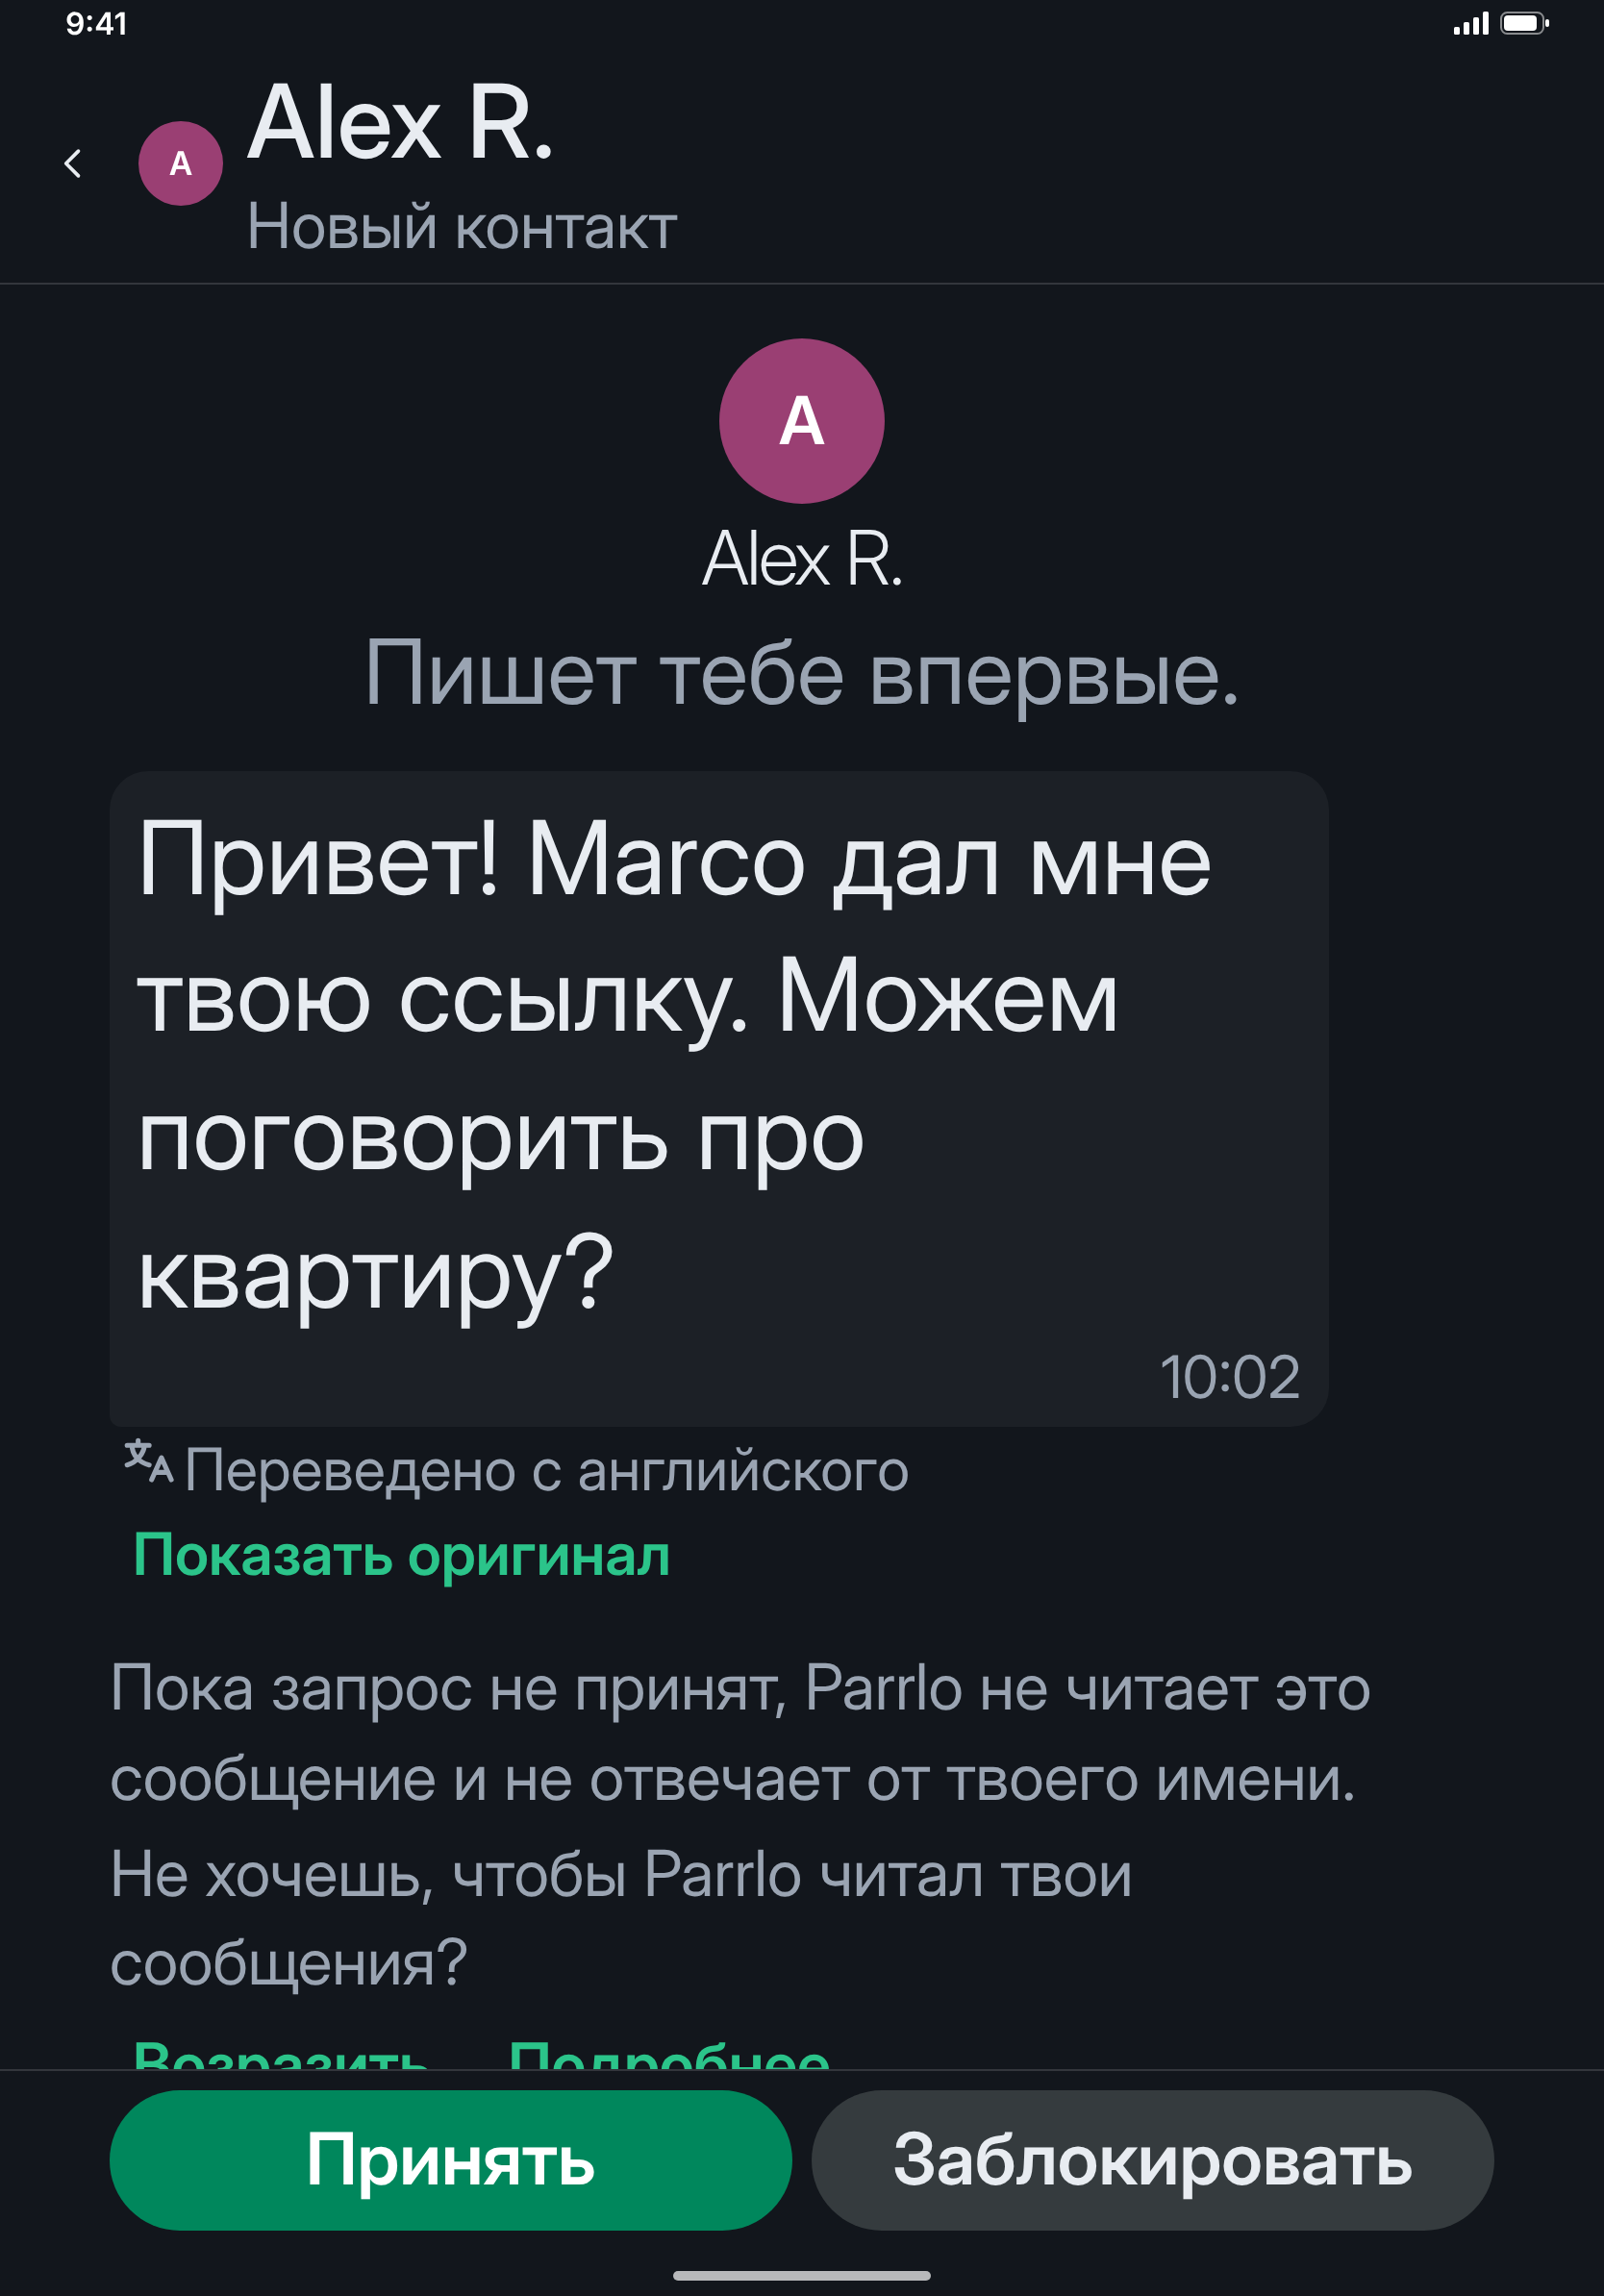 9:41
A
Alex R.
Новый контакт
A
Alex R.
Пишет тебе впервые.
Привет! Marco дал мне
твою ссылку. Можем
поговорить про
квартиру?
10:02
Переведено с английского
Показать оригинал
Пока запрос не принят, Parrlo не читает это
сообщение и не отвечает от твоего имени.
Не хочешь, чтобы Parrlo читал твои
сообщения?
Возразить Подробнее
Принять Заблокировать